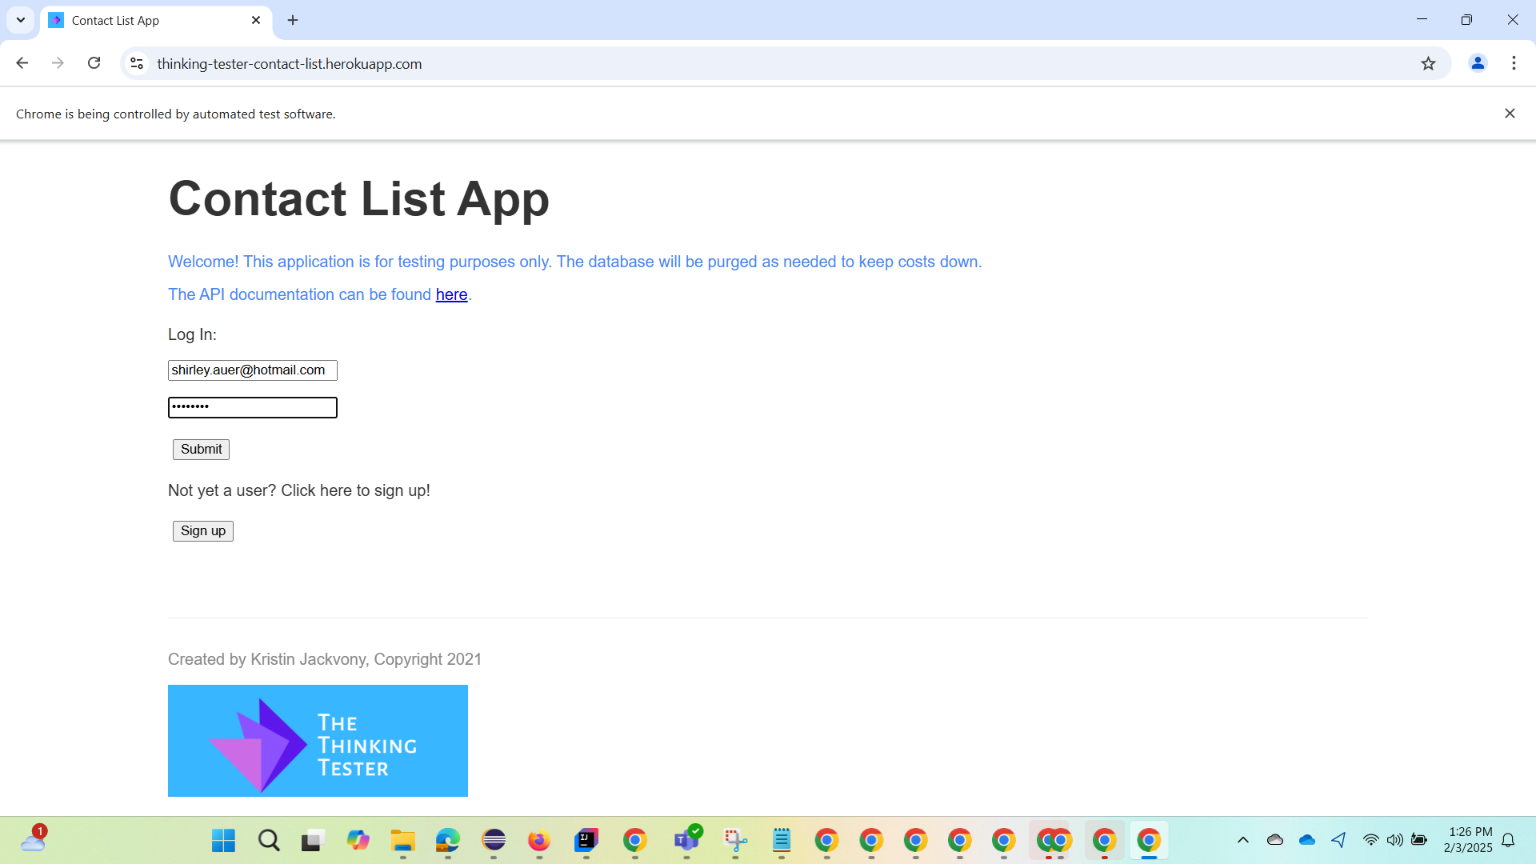 Contact List App
thinking-tester-contact-list.herokuapp.com
Chrome is being controlled by automated test software.
Contact List App
Welcome! This application is for testing purposes only. The database will be purged as needed to keep costs down.
The API documentation can be found here.
Log In:
shirley.auer@hotmail.com
••••••••
Submit
Not yet a user? Click here to sign up!
Sign up
Created by Kristin Jackvony, Copyright 2021
THE
THINKING
TESTER
1
1:26 PM
2/3/2025